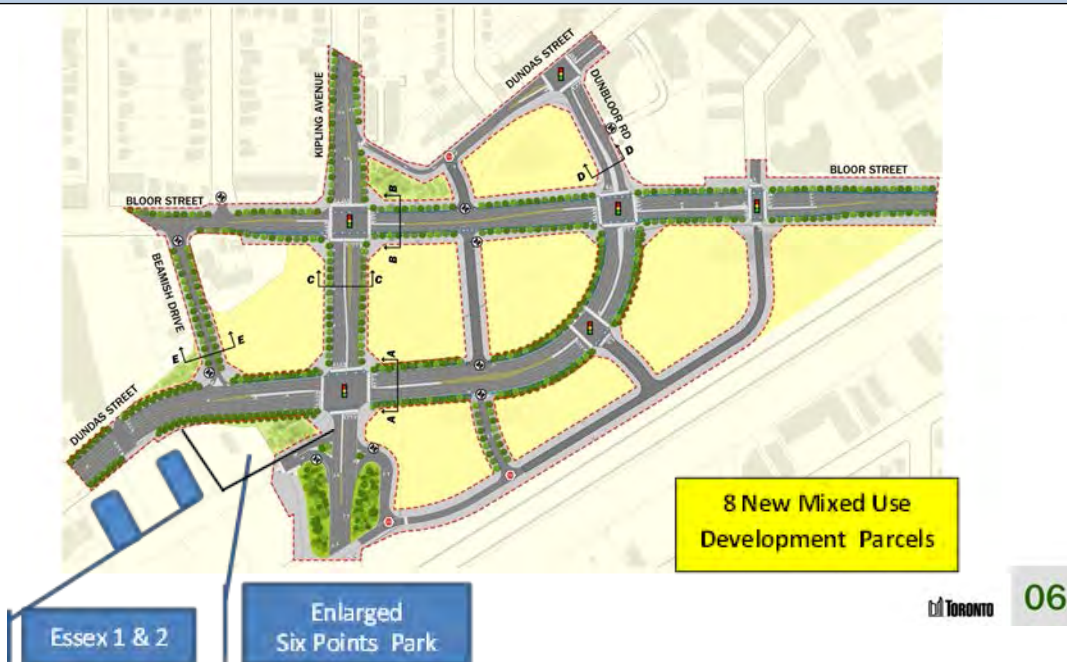 DUNDAS STREET
DUNBLOOR RD
KIPLING AVENUE
D
D
BLOOR STREET
BLOOR STREET
B
B
BEAMISH DRIVE
C
C
E
E
A
A
DUNDAS STREET
8 New Mixed Use
Development Parcels
Essex 1 & 2
Enlarged
Six Points Park
TORONTO
06